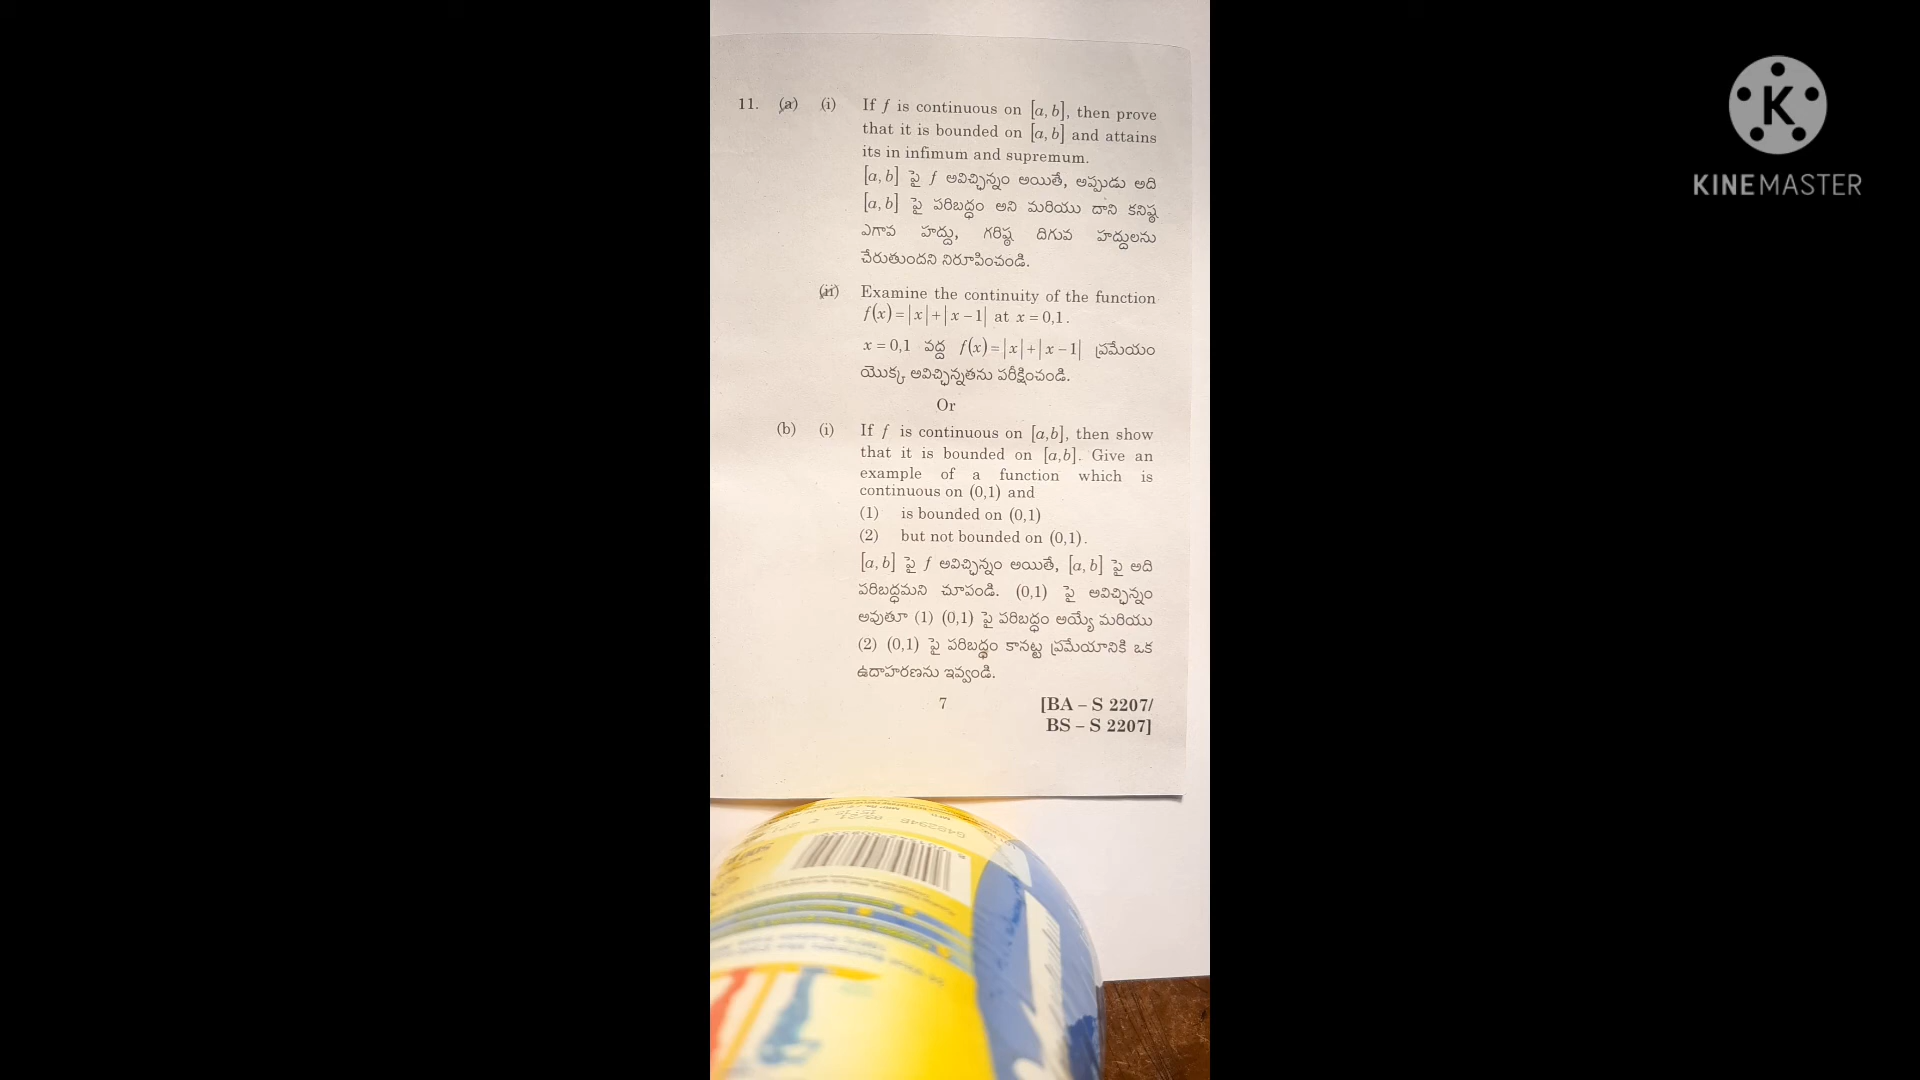 11. (a) (i) If f is continuous on [a, b], then prove
that it is bounded on [a, b] and attains
its in infimum and supremum.
[a, b] పై f అవిచ్ఛిన్నం అయితే, అప్పుడు అది
[a, b] పై పరిబద్ధం అని మరియు దాని కనిష్ఠ
ఎగావ హద్దు, గరిష్ఠ దిగువ హద్దులను
చేరుతుందని నిరూపించండి.
(ii) Examine the continuity of the function
f(x) = |x| + |x − 1| at x = 0,1.
x = 0,1 వద్ద f(x) = |x| + |x − 1| ప్రమేయం
యొక్క అవిచ్ఛిన్నతను పరీక్షించండి.
Or
(b) (i) If f is continuous on [a,b], then show
that it is bounded on [a,b]. Give an
example of a function which is
continuous on (0,1) and
(1) is bounded on (0,1)
(2) but not bounded on (0,1).
[a, b] పై f అవిచ్ఛిన్నం అయితే, [a, b] పై అది
పరిబద్ధమని చూపండి. (0,1) పై అవిచ్ఛిన్నం
అవుతూ (1) (0,1) పై పరిబద్ధం అయ్యే మరియు
(2) (0,1) పై పరిబద్ధం కానట్ట ప్రమేయానికి ఒక
ఉదాహరణను ఇవ్వండి.
7 [BA – S 2207/
BS – S 2207]
K
KINEMASTER